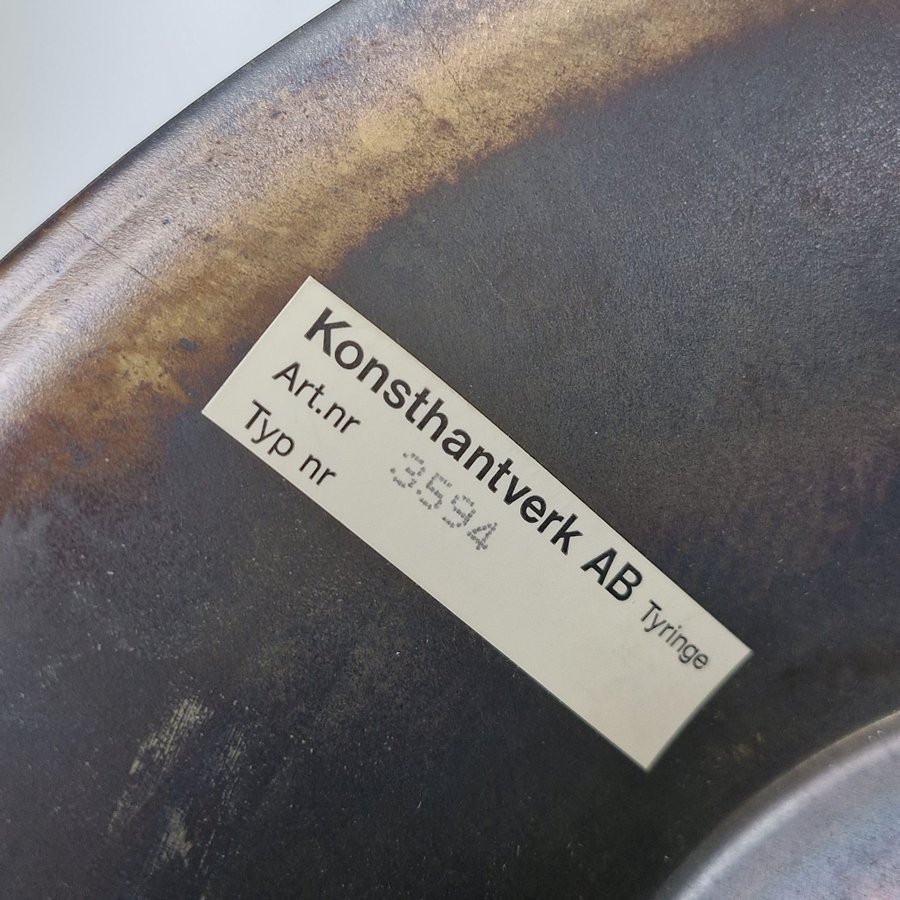 Konsthantverk AB Tyringe
Art.nr 3594
Typ nr